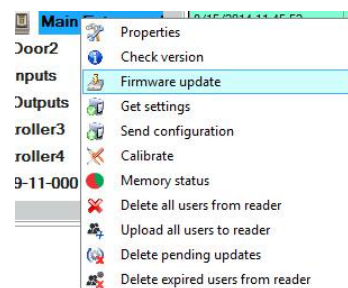 Main
Properties
Door2
Check version
nputs
Firmware update
Outputs
Get settings
roller3
Send configuration
roller4
Calibrate
9-11-000
Memory status
Delete all users from reader
Upload all users to reader
Delete pending updates
Delete expired users from reader